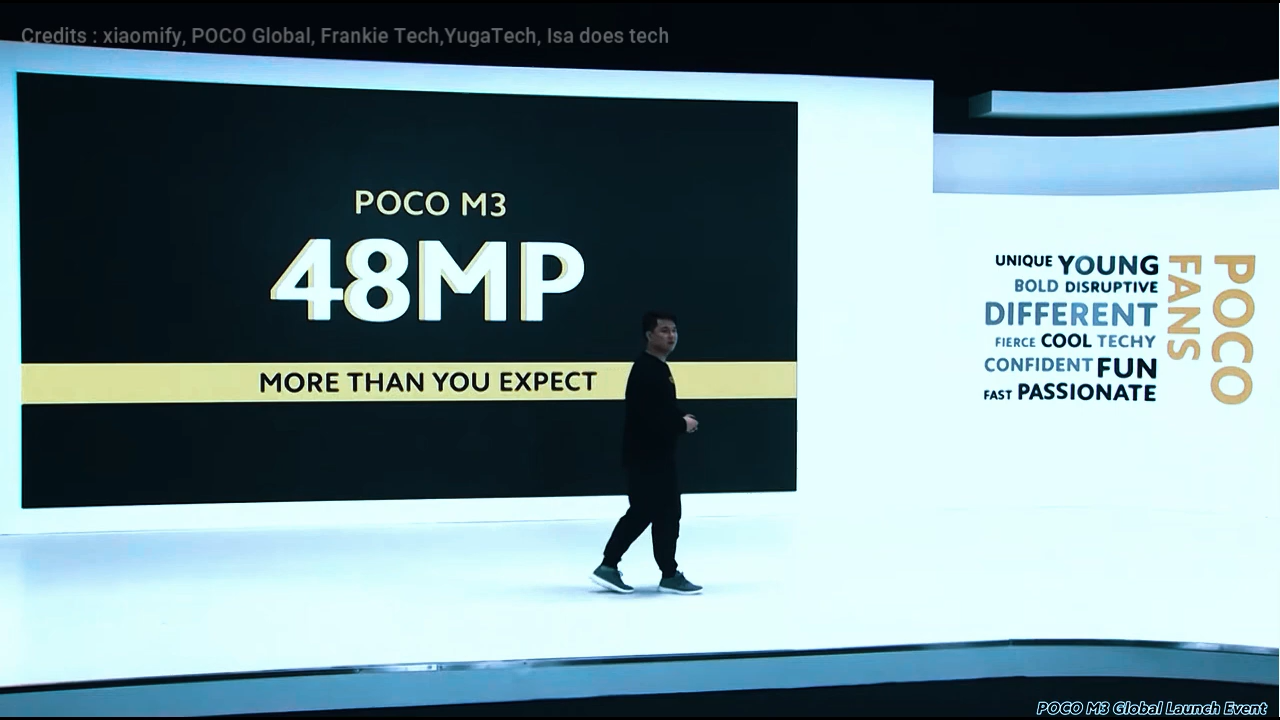 Credits : xiaomify, POCO Global, Frankie Tech,YugaTech, Isa does tech
POCO M3
48MP
MORE THAN YOU EXPECT
UNIQUE YOUNG
BOLD DISRUPTIVE
DIFFERENT
FIERCE COOL TECHY
CONFIDENT FUN
FAST PASSIONATE
FANS
POCO
POCO M3 Global Launch Event